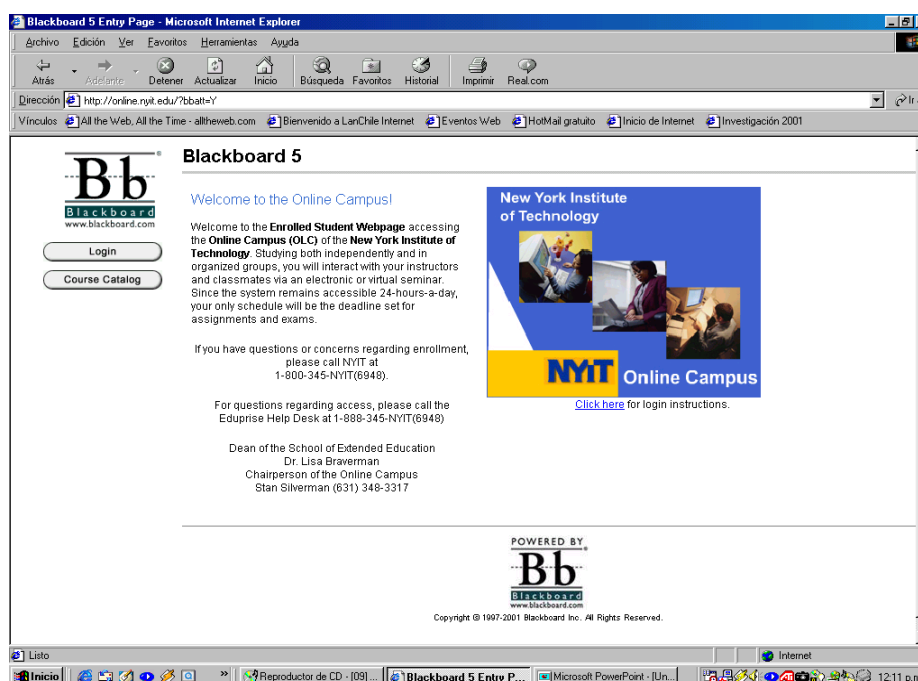 Blackboard 5 Entry Page - Microsoft Internet Explorer
Archivo Edición Ver Favoritos Herramientas Ayuda
Atrás Adelante Detener Actualizar Inicio Búsqueda Favoritos Historial Imprimir Real.com
Dirección http://online.nyit.edu/?bbatt=Y Ir
Vínculos All the Web, All the Time - alltheweb.com Bienvenido a LanChile Internet Eventos Web HotMail gratuito Inicio de Internet Investigación 2001
Bb
Blackboard
www.blackboard.com
Login
Course Catalog
Blackboard 5
Welcome to the Online Campus!
Welcome to the Enrolled Student Webpage accessing
the Online Campus (OLC) of the New York Institute of
Technology. Studying both independently and in
organized groups, you will interact with your instructors
and classmates via an electronic or virtual seminar.
Since the system remains accessible 24-hours-a-day,
your only schedule will be the deadline set for
assignments and exams.
If you have questions or concerns regarding enrollment,
please call NYIT at
1-800-345-NYIT(6948).
For questions regarding access, please call the
Eduprise Help Desk at 1-888-345-NYIT(6948)
Dean of the School of Extended Education
Dr. Lisa Braverman
Chairperson of the Online Campus
Stan Silverman (631) 348-3317
New York Institute
of Technology
NYIT Online Campus
Click here for login instructions.
POWERED BY
Bb
Blackboard
www.blackboard.com
Copyright © 1997-2001 Blackboard Inc. All Rights Reserved.
Listo Internet
Inicio » Reproductor de CD - [09] ... Blackboard 5 Entry P... Microsoft PowerPoint - [Un... 12:11 p.m